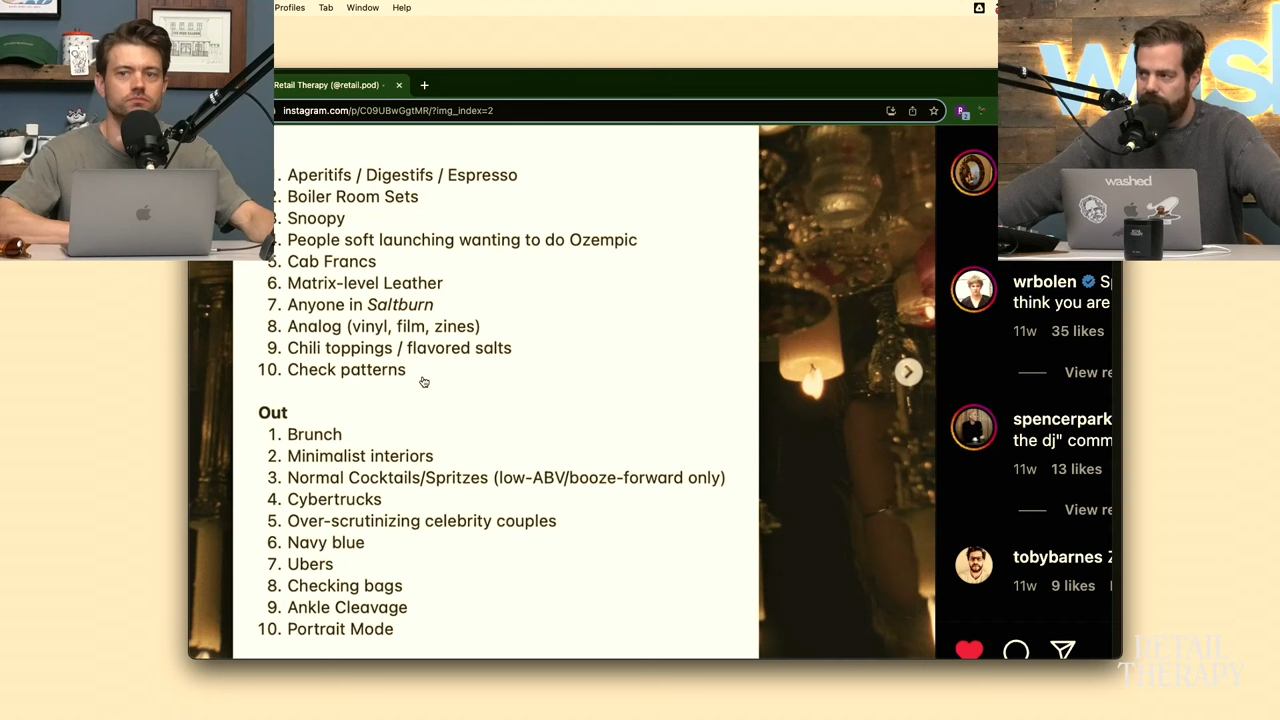 Profiles Tab Window Help
Retail Therapy (@retail.pod) -
instagram.com/p/C09UBwGgtMR/?img_index=2
washed
Aperitifs / Digestifs / Espresso
Boiler Room Sets
Snoopy
People soft launching wanting to do Ozempic
5. Cab Francs
6. Matrix-level Leather
7. Anyone in Saltburn
8. Analog (vinyl, film, zines)
9. Chili toppings / flavored salts
10. Check patterns
Out
1. Brunch
2. Minimalist interiors
3. Normal Cocktails/Spritzes (low-ABV/booze-forward only)
4. Cybertrucks
5. Over-scrutinizing celebrity couples
6. Navy blue
7. Ubers
8. Checking bags
9. Ankle Cleavage
10. Portrait Mode
wrbolen
think you are
11w 35 likes
View re
spencerpark
the dj" comm
11w 13 likes
View re
tobybarnes
11w 9 likes
RETAIL
THERAPY